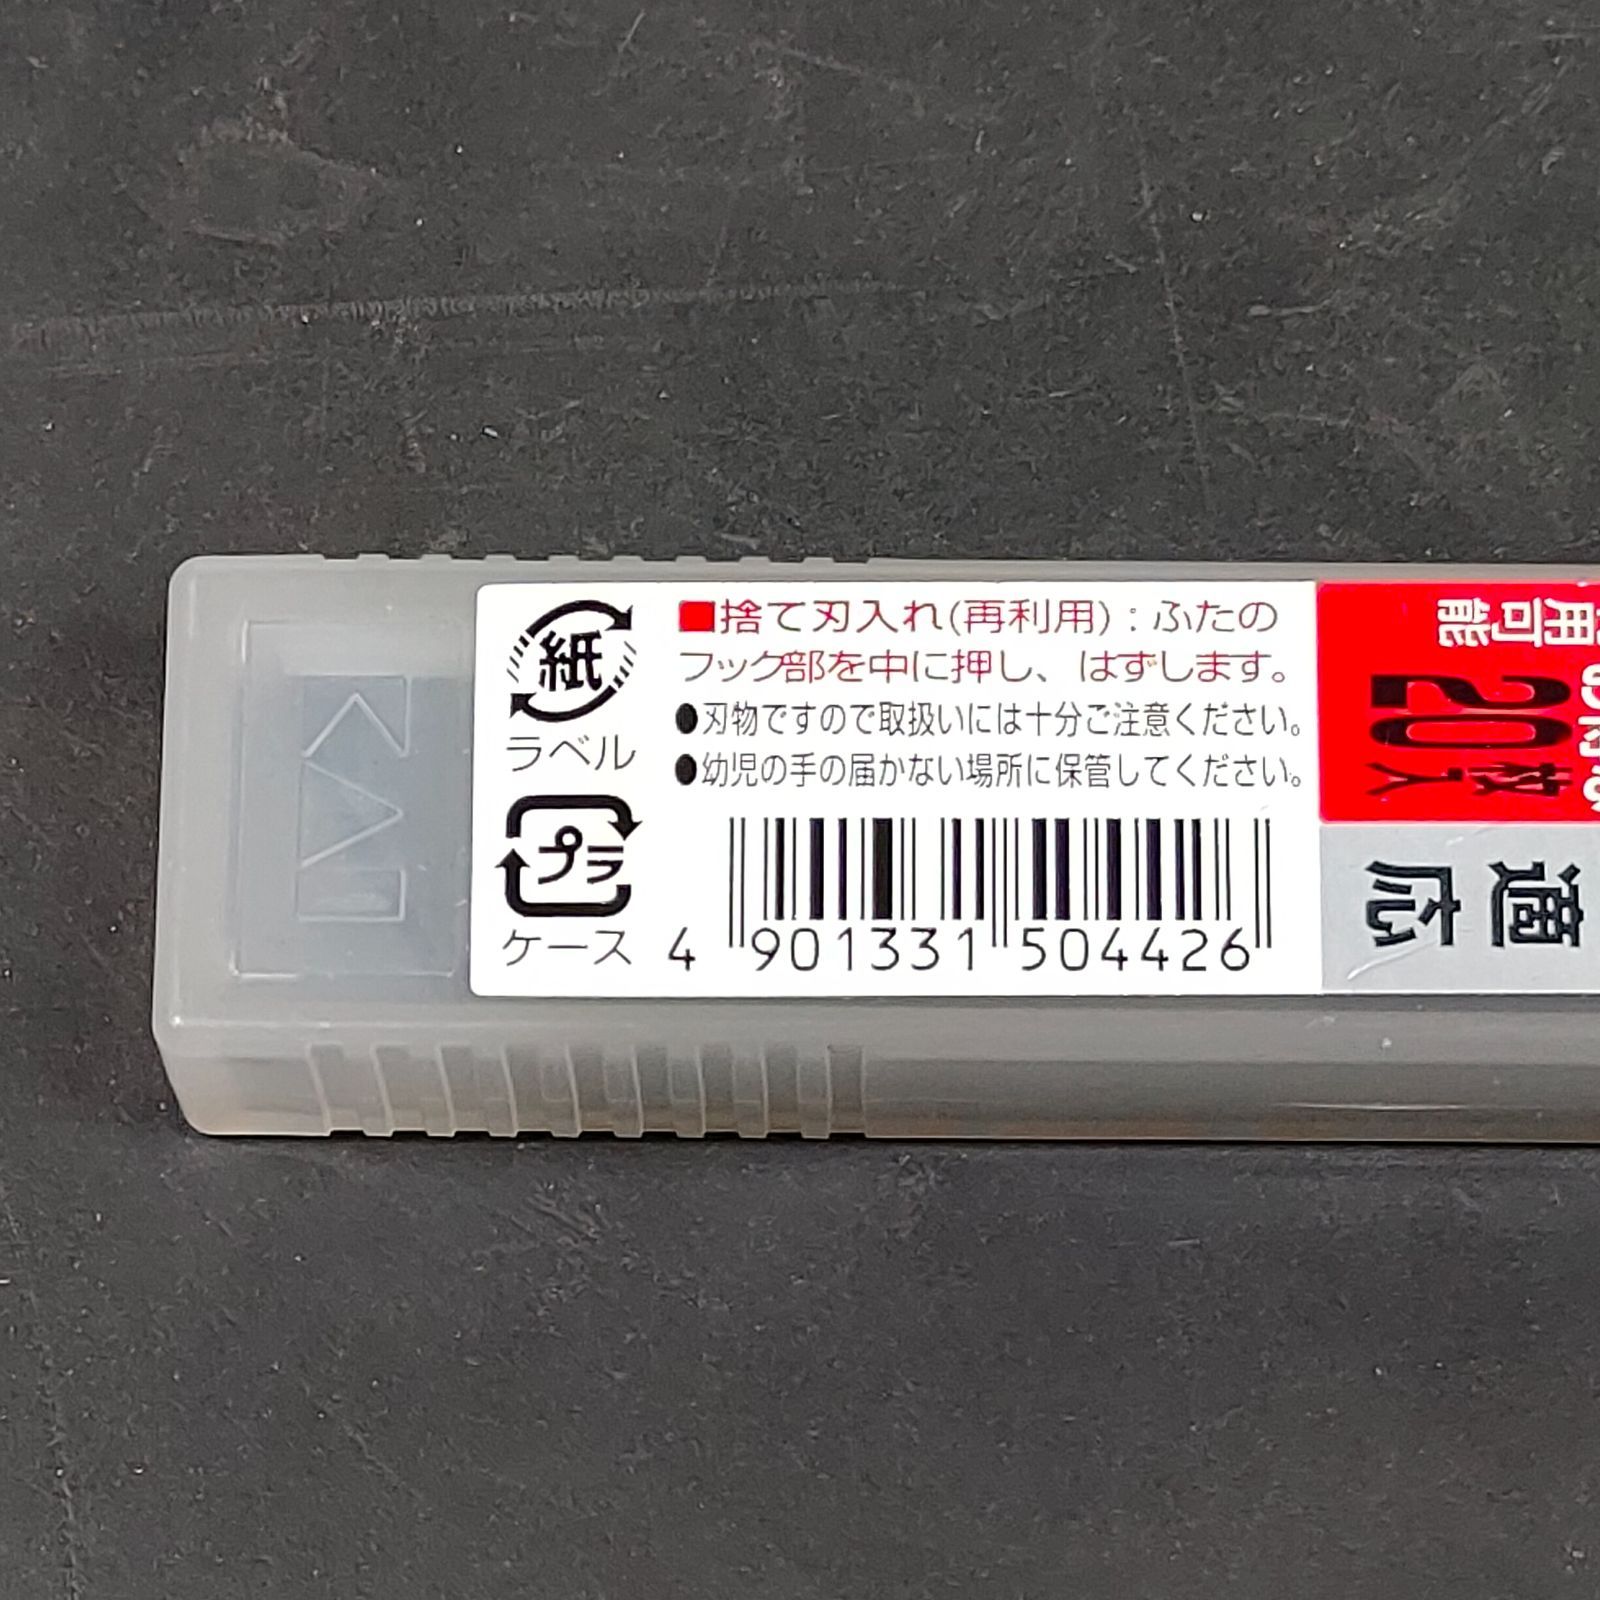 KAI
紙
ラベル
プラ
ケース
■捨て刃入れ(再利用)：ふたの
フック部を中に押し、はずします。
●刃物ですので取扱いには十分ご注意ください。
●幼児の手の届かない場所に保管してください。
4 901331 504426
用可能
20枚入
適応